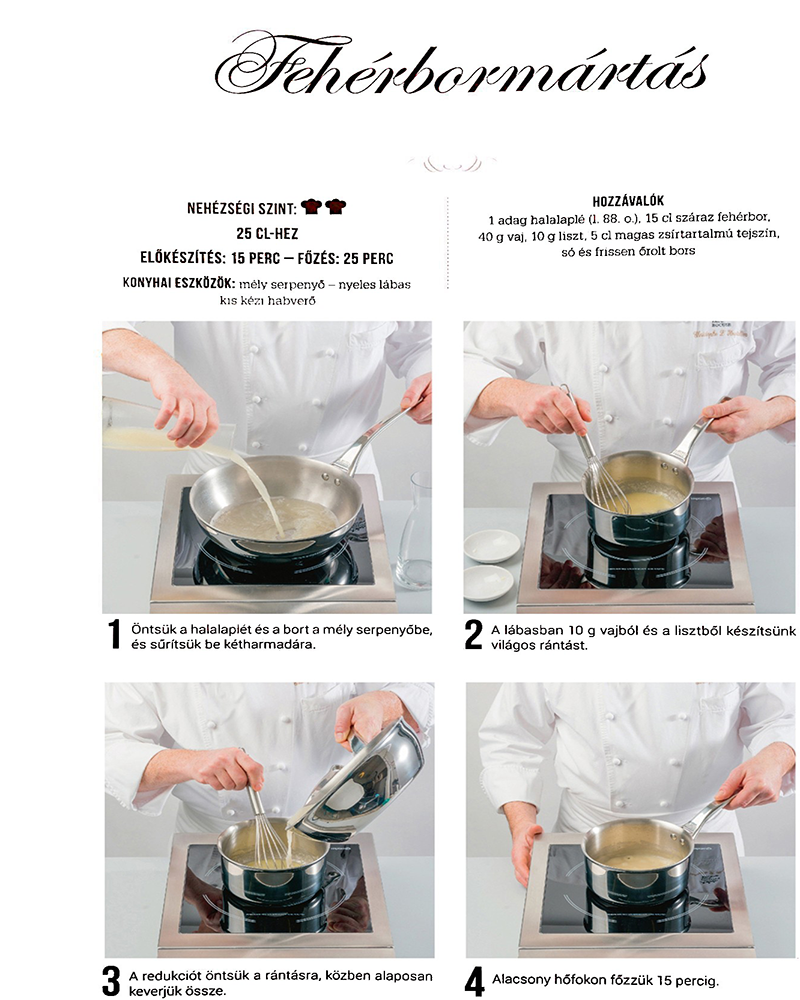 Fehérbormártás
NEHÉZSÉGI SZINT:
25 CL-HEZ
ELŐKÉSZÍTÉS: 15 PERC – FŐZÉS: 25 PERC
KONYHAI ESZKÖZÖK: mély serpenyő – nyeles lábas
kis kézi habverő
HOZZÁVALÓK
1 adag halalaplé (l. 88. o.), 15 cl száraz fehérbor,
40 g vaj, 10 g liszt, 5 cl magas zsírtartalmú tejszín,
só és frissen őrölt bors
1 Öntsük a halalaplét és a bort a mély serpenyőbe,
és sűrítsük be kétharmadára.
2 A lábasban 10 g vajból és a lisztből készítsünk
világos rántást.
3 A redukciót öntsük a rántásra, közben alaposan
keverjük össze.
4 Alacsony hőfokon főzzük 15 percig.